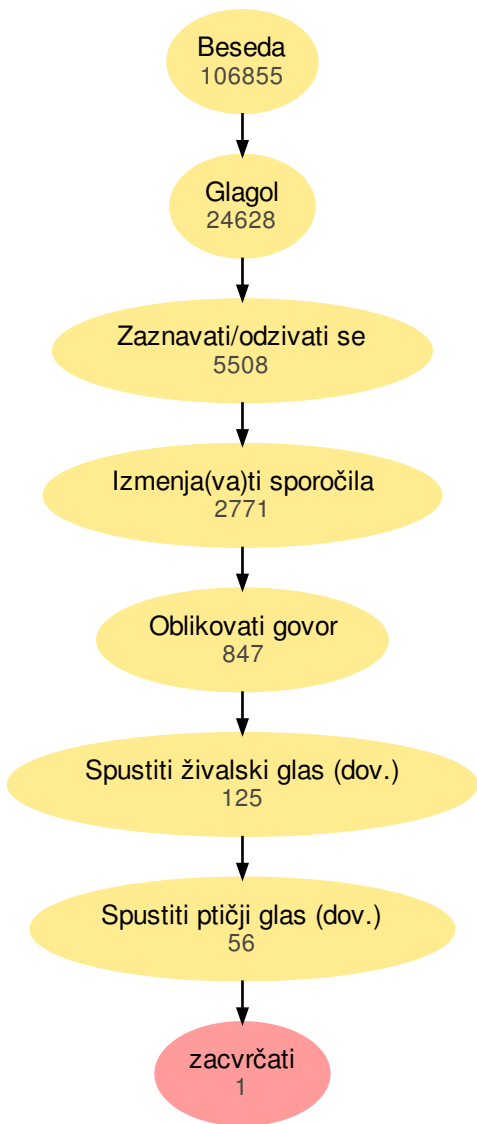 Beseda
106855
Glagol
24628
Zaznavati/odzivati se
5508
Izmenja(va)ti sporočila
2771
Oblikovati govor
847
Spustiti živalski glas (dov.)
125
Spustiti ptičji glas (dov.)
56
zacvrčati
1